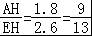 AH/EH = 1.8/2.6 = 9/13